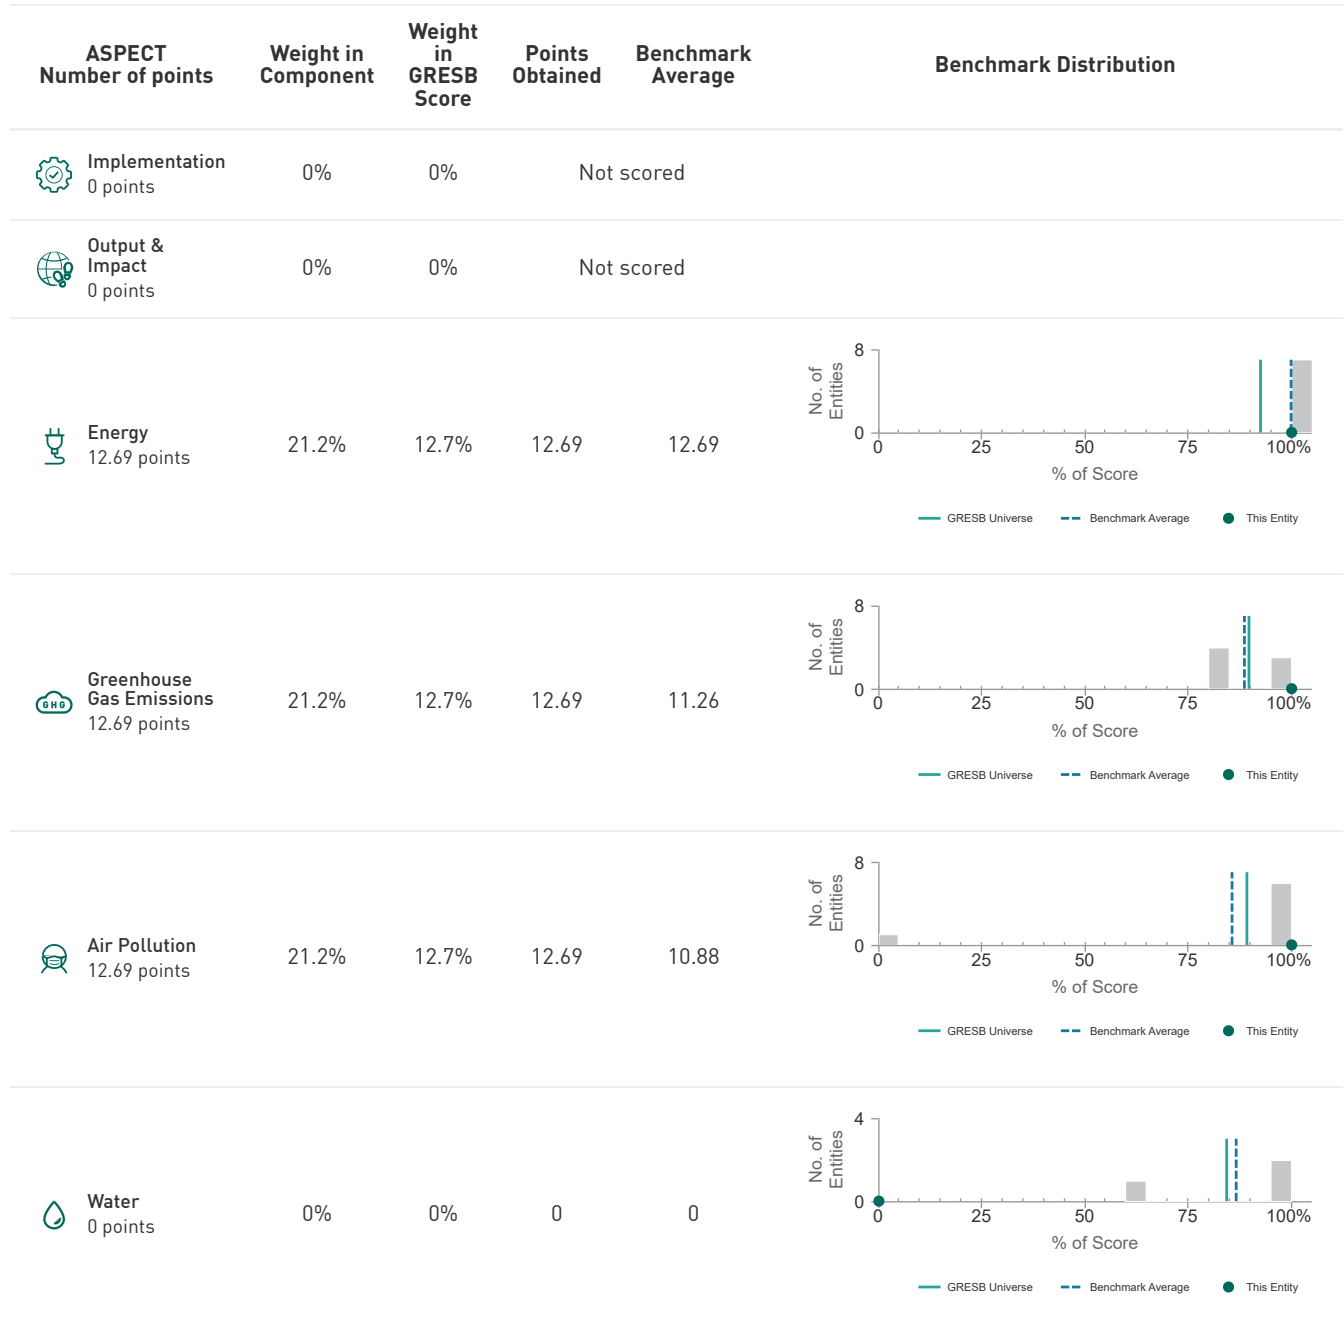 ASPECT
Number of points
Weight in
Component
Weight
in
GRESB
Score
Points
Obtained
Benchmark
Average
Benchmark Distribution
Implementation
0 points
0%
0%
Not scored
Output &
Impact
0 points
0%
0%
Not scored
Energy
12.69 points
21.2%
12.7%
12.69
12.69
No. of
Entities
8
0
0 25 50 75 100%
% of Score
GRESB Universe Benchmark Average This Entity
GHG
Greenhouse
Gas Emissions
12.69 points
21.2%
12.7%
12.69
11.26
No. of
Entities
8
0
0 25 50 75 100%
% of Score
GRESB Universe Benchmark Average This Entity
Air Pollution
12.69 points
21.2%
12.7%
12.69
10.88
No. of
Entities
8
0
0 25 50 75 100%
% of Score
GRESB Universe Benchmark Average This Entity
Water
0 points
0%
0%
0
0
No. of
Entities
4
0
0 25 50 75 100%
% of Score
GRESB Universe Benchmark Average This Entity